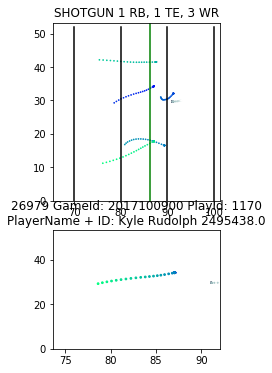 SHOTGUN 1 RB, 1 TE, 3 WR
50
40
30
20
10
0
70 80 90 100
26979 GameId: 2017100900 PlayId: 1170
PlayerName + ID: Kyle Rudolph 2495438.0
40
20
0
75 80 85 90